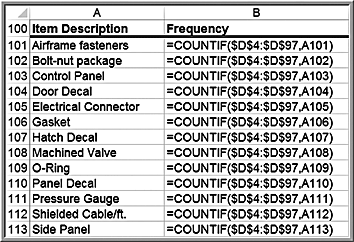 A B
100 Item Description Frequency
101 Airframe fasteners =COUNTIF($D$4:$D$97,A101)
102 Bolt-nut package =COUNTIF($D$4:$D$97,A102)
103 Control Panel =COUNTIF($D$4:$D$97,A103)
104 Door Decal =COUNTIF($D$4:$D$97,A104)
105 Electrical Connector =COUNTIF($D$4:$D$97,A105)
106 Gasket =COUNTIF($D$4:$D$97,A106)
107 Hatch Decal =COUNTIF($D$4:$D$97,A107)
108 Machined Valve =COUNTIF($D$4:$D$97,A108)
109 O-Ring =COUNTIF($D$4:$D$97,A109)
110 Panel Decal =COUNTIF($D$4:$D$97,A110)
111 Pressure Gauge =COUNTIF($D$4:$D$97,A111)
112 Shielded Cable/ft. =COUNTIF($D$4:$D$97,A112)
113 Side Panel =COUNTIF($D$4:$D$97,A113)